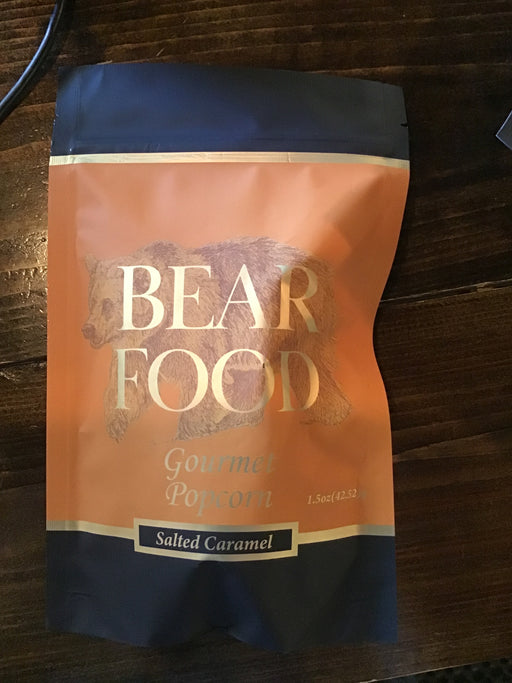 BEAR
FOOD
Gourmet
Popcorn
1.5oz(42.52
Salted Caramel